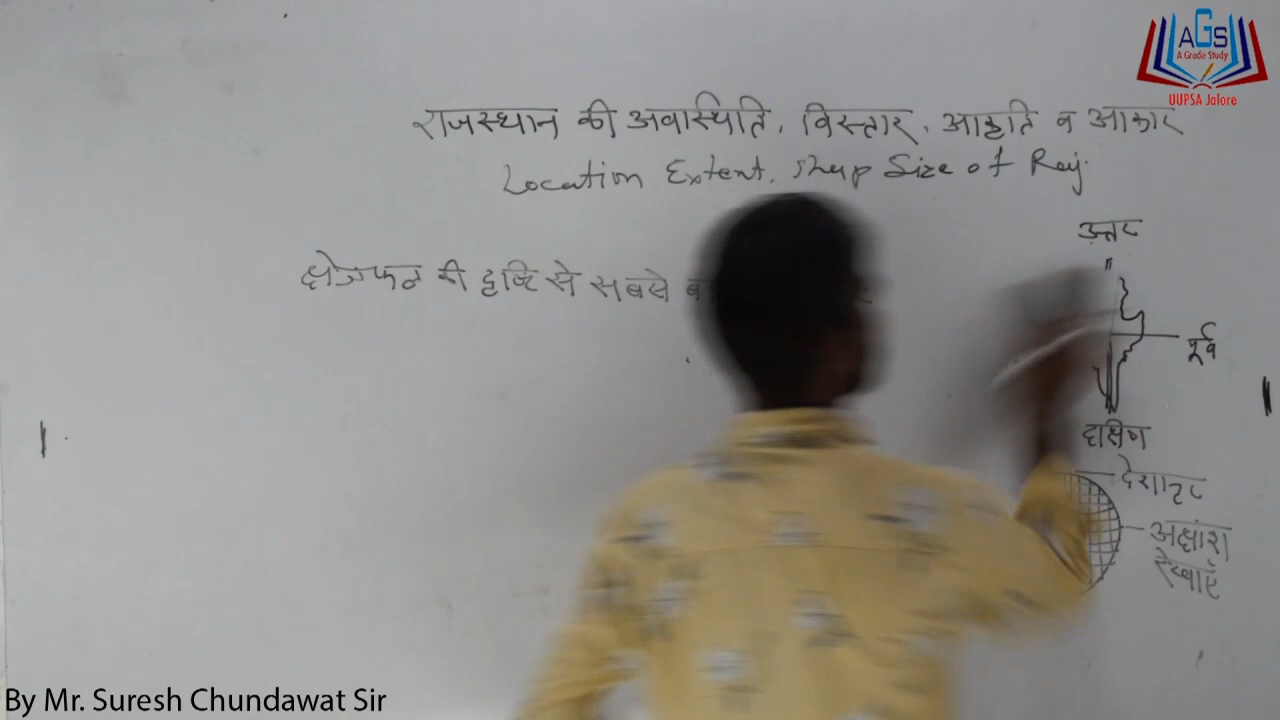 AGS
A Grade Study
UUPSA Jalore
राजस्थान की अवास्थिति, विस्तार, आकृति व आकार
Location Extent, Shap Size of Raj.
क्षेत्रफल की दृष्टि से सबसे
उत्तर
पूर्व
दक्षिण
देशान्तर
अक्षांश
रेखाएँ
By Mr. Suresh Chundawat Sir